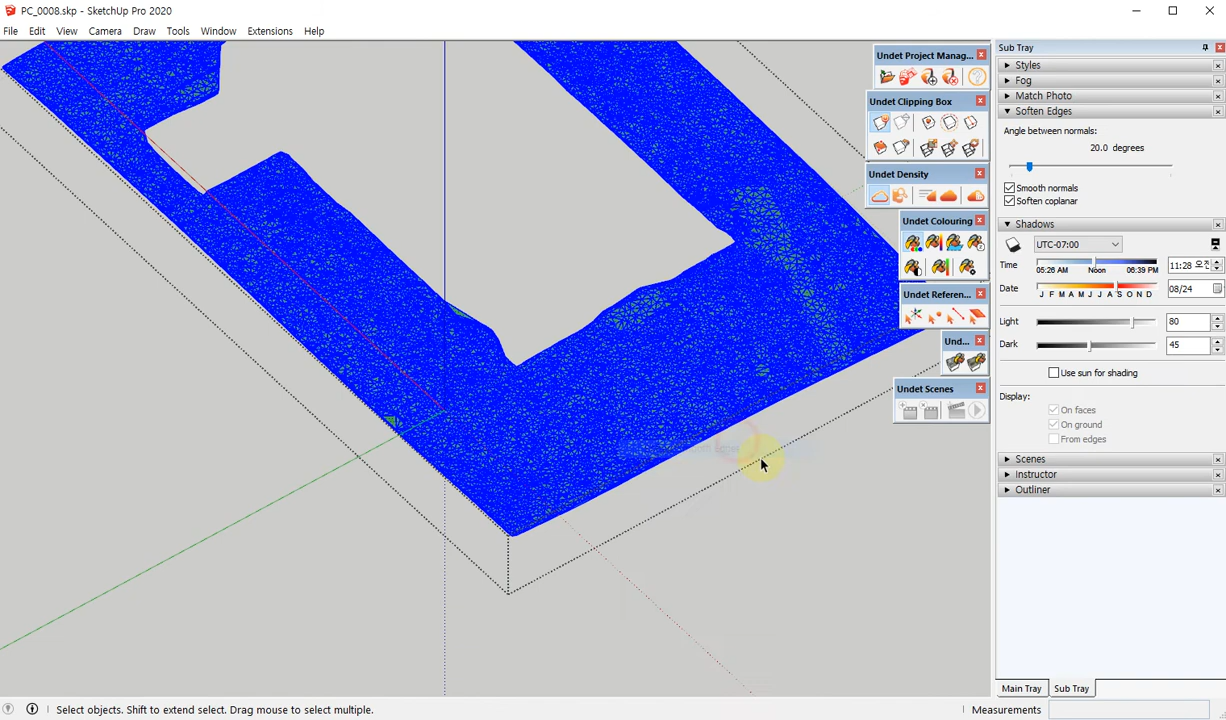 PC_0008.skp - SketchUp Pro 2020
File Edit View Camera Draw Tools Window Extensions Help
Undet Project Manag...
Undet Clipping Box
Undet Density
Undet Colouring
Undet Referen...
Und...
Undet Scenes
Sub Tray
Styles
Fog
Match Photo
Soften Edges
Angle between normals:
20.0 degrees
Smooth normals
Soften coplanar
Shadows
UTC-07:00
Time 05:26 AM Noon 06:39 PM 11:28 오전
Date J F M A M J J A S O N D 08/24
Light 80
Dark 45
Use sun for shading
Display:
On faces
On ground
From edges
Scenes
Instructor
Outliner
Main Tray Sub Tray
Select objects. Shift to extend select. Drag mouse to select multiple.
Measurements